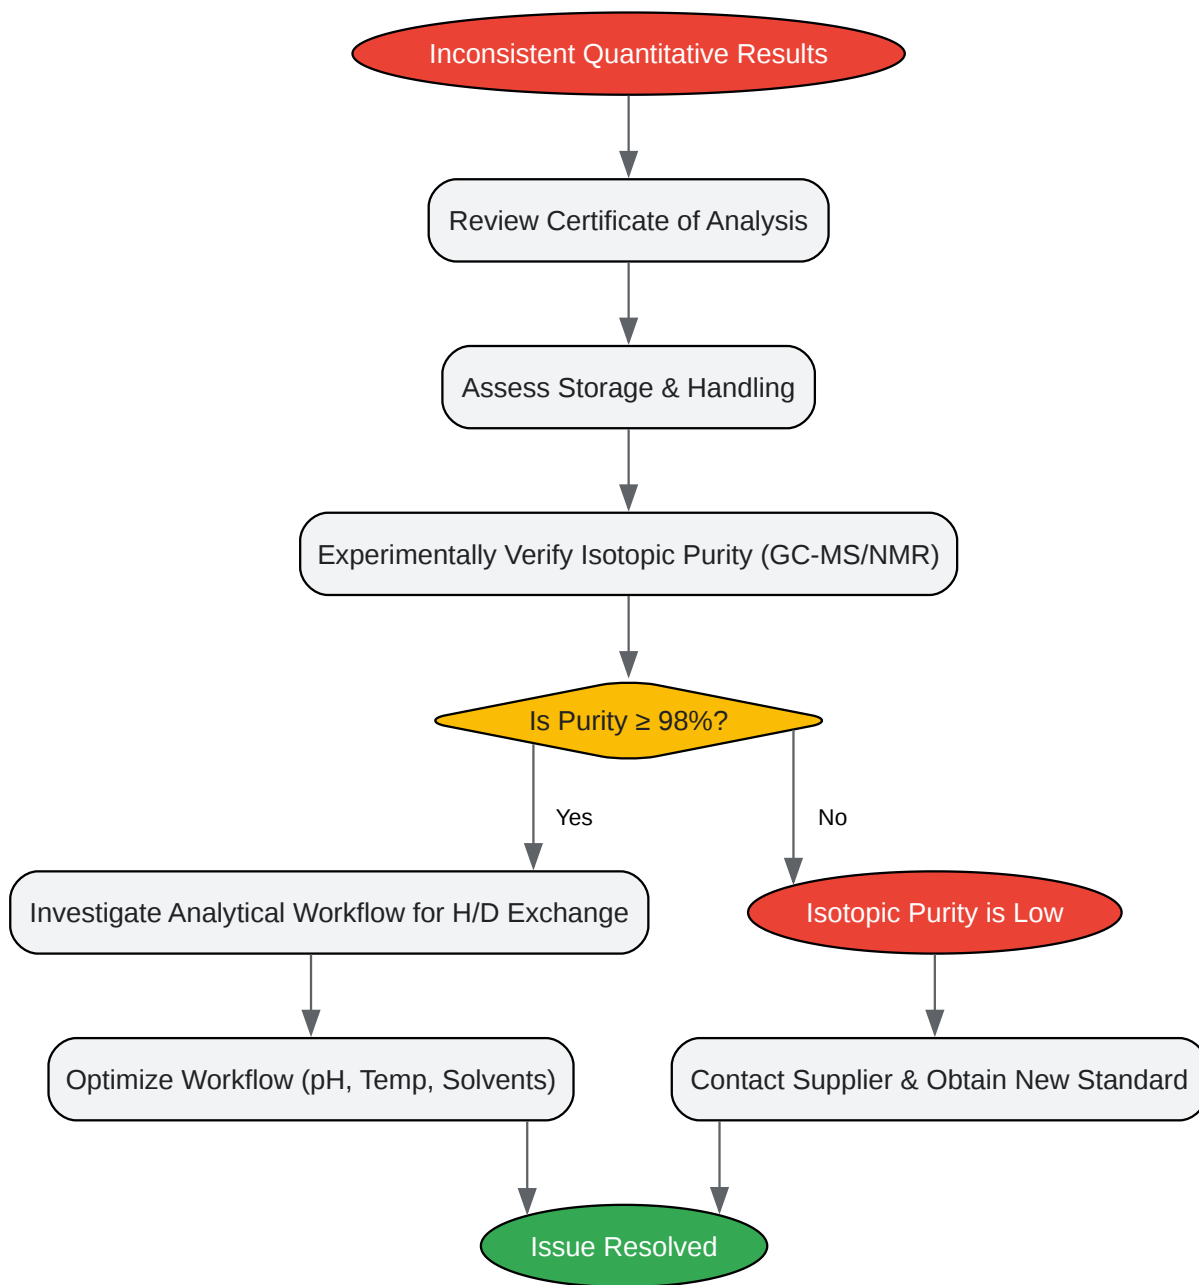 Inconsistent Quantitative Results
Review Certificate of Analysis
Assess Storage & Handling
Experimentally Verify Isotopic Purity (GC-MS/NMR)
Is Purity ≥ 98%?
Yes
No
Investigate Analytical Workflow for H/D Exchange
Isotopic Purity is Low
Optimize Workflow (pH, Temp, Solvents)
Contact Supplier & Obtain New Standard
Issue Resolved